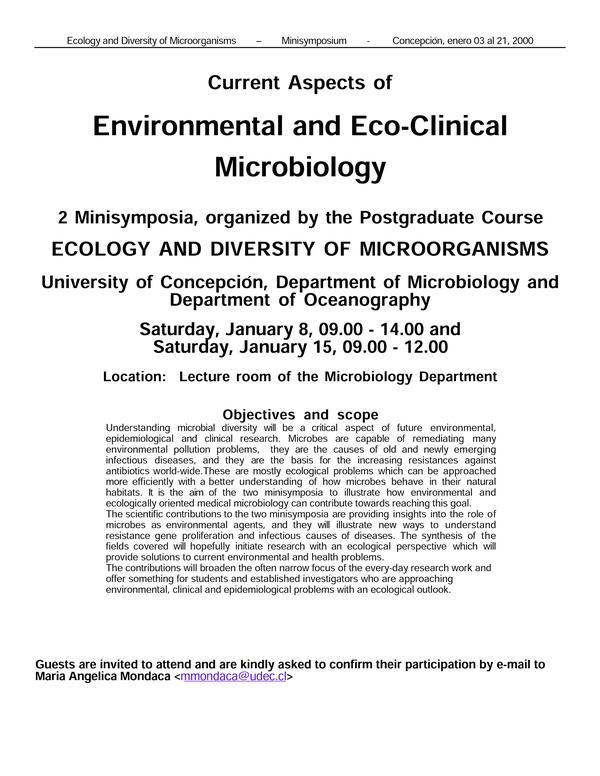 Ecology and Diversity of Microorganisms – Minisymposium - Concepción, enero 03 al 21, 2000
Current Aspects of
Environmental and Eco-Clinical
Microbiology
2 Minisymposia, organized by the Postgraduate Course
ECOLOGY AND DIVERSITY OF MICROORGANISMS
University of Concepción, Department of Microbiology and
Department of Oceanography
Saturday, January 8, 09.00 - 14.00 and
Saturday, January 15, 09.00 - 12.00
Location: Lecture room of the Microbiology Department
Objectives and scope
Understanding microbial diversity will be a critical aspect of future environmental,
epidemiological and clinical research. Microbes are capable of remediating many
environmental pollution problems, they are the causes of old and newly emerging
infectious diseases, and they are the basis for the increasing resistances against
antibiotics world-wide.These are mostly ecological problems which can be approached
more efficiently with a better understanding of how microbes behave in their natural
habitats. It is the aim of the two minisymposia to illustrate how environmental and
ecologically oriented medical microbiology can contribute towards reaching this goal.
The scientific contributions to the two minisymposia are providing insights into the role of
microbes as environmental agents, and they will illustrate new ways to understand
resistance gene proliferation and infectious causes of diseases. The synthesis of the
fields covered will hopefully initiate research with an ecological perspective which will
provide solutions to current environmental and health problems.
The contributions will broaden the often narrow focus of the every-day research work and
offer something for students and established investigators who are approaching
environmental, clinical and epidemiological problems with an ecological outlook.
Guests are invited to attend and are kindly asked to confirm their participation by e-mail to
Maria Angelica Mondaca <mmondaca@udec.cl>